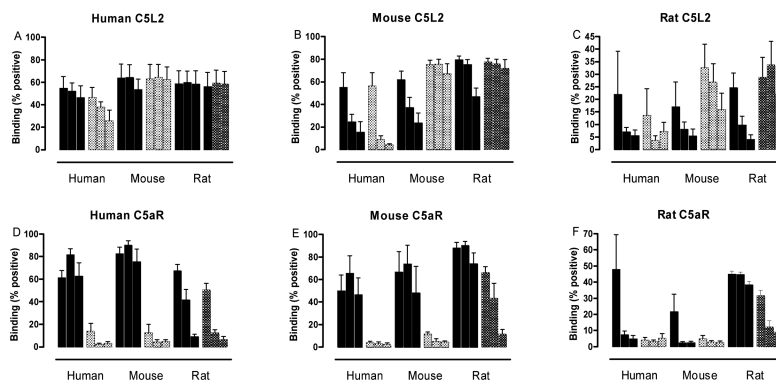 Human C5L2
Mouse C5L2
Rat C5L2
A
Binding (% positive)
100
80
60
40
20
0
Human Mouse Rat
B
Binding (% positive)
100
80
60
40
20
0
Human Mouse Rat
C
Binding (% positive)
45
40
35
30
25
20
15
10
5
0
Human Mouse Rat
Human C5aR
Mouse C5aR
Rat C5aR
D
Binding (% positive)
100
80
60
40
20
0
Human Mouse Rat
E
Binding (% positive)
100
80
60
40
20
0
Human Mouse Rat
F
Binding (% positive)
70
60
50
40
30
20
10
0
Human Mouse Rat